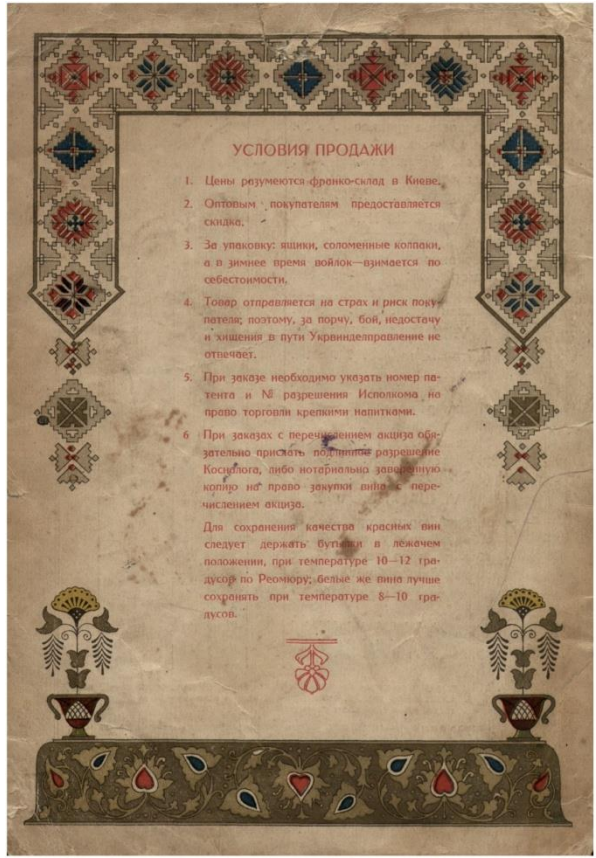 УСЛОВИЯ ПРОДАЖИ
1. Цены разумеются франко-склад в Киеве.
2. Оптовым покупателям предоставляется
скидка.
3. За упаковку: ящики, соломенные колпаки,
а в зимнее время войлок—взимается по
себестоимости.
4. Товар отправляется на страх и риск поку-
пателя; поэтому, за порчу, бой, недостачу
и хищения в пути Укрвинделправление не
отвечает.
5. При заказе необходимо указать номер па-
тента и № разрешения Исполкома на
право торговли крепкими напитками.
6 При заказах с перечислением акциза обя-
зательно прислать подлинное разрешение
Коснолога, либо нотариально заверенную
копию на право закупки вина с пере-
числением акциза.
Для сохранения качества красных вин
следует держать бутылки в лежачем
положении, при температуре 10—12 гра-
дусов по Реомюру; белые же вина лучше
сохранять при температуре 8—10 гра-
дусов.